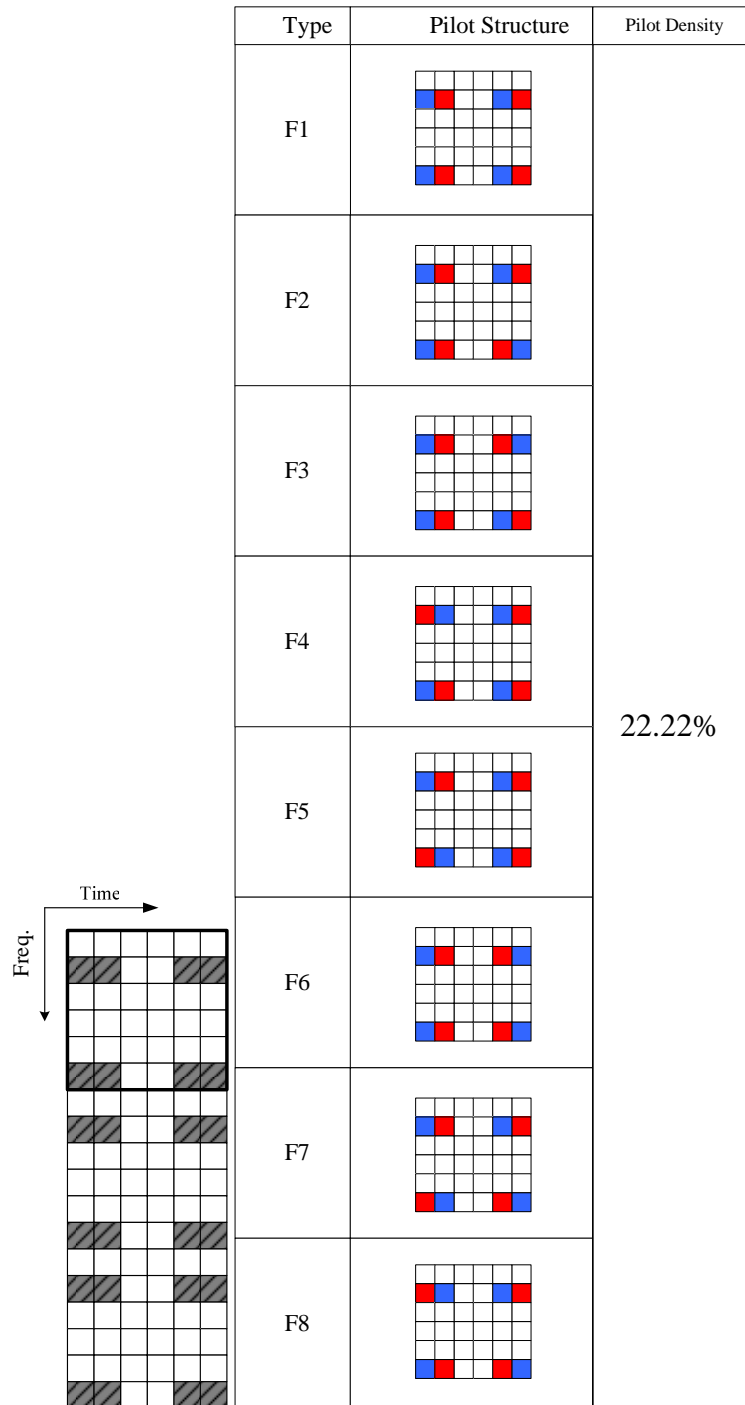 Type Pilot Structure Pilot Density
F1
F2
F3
F4
22.22%
F5
Time
Freq.
F6
F7
F8